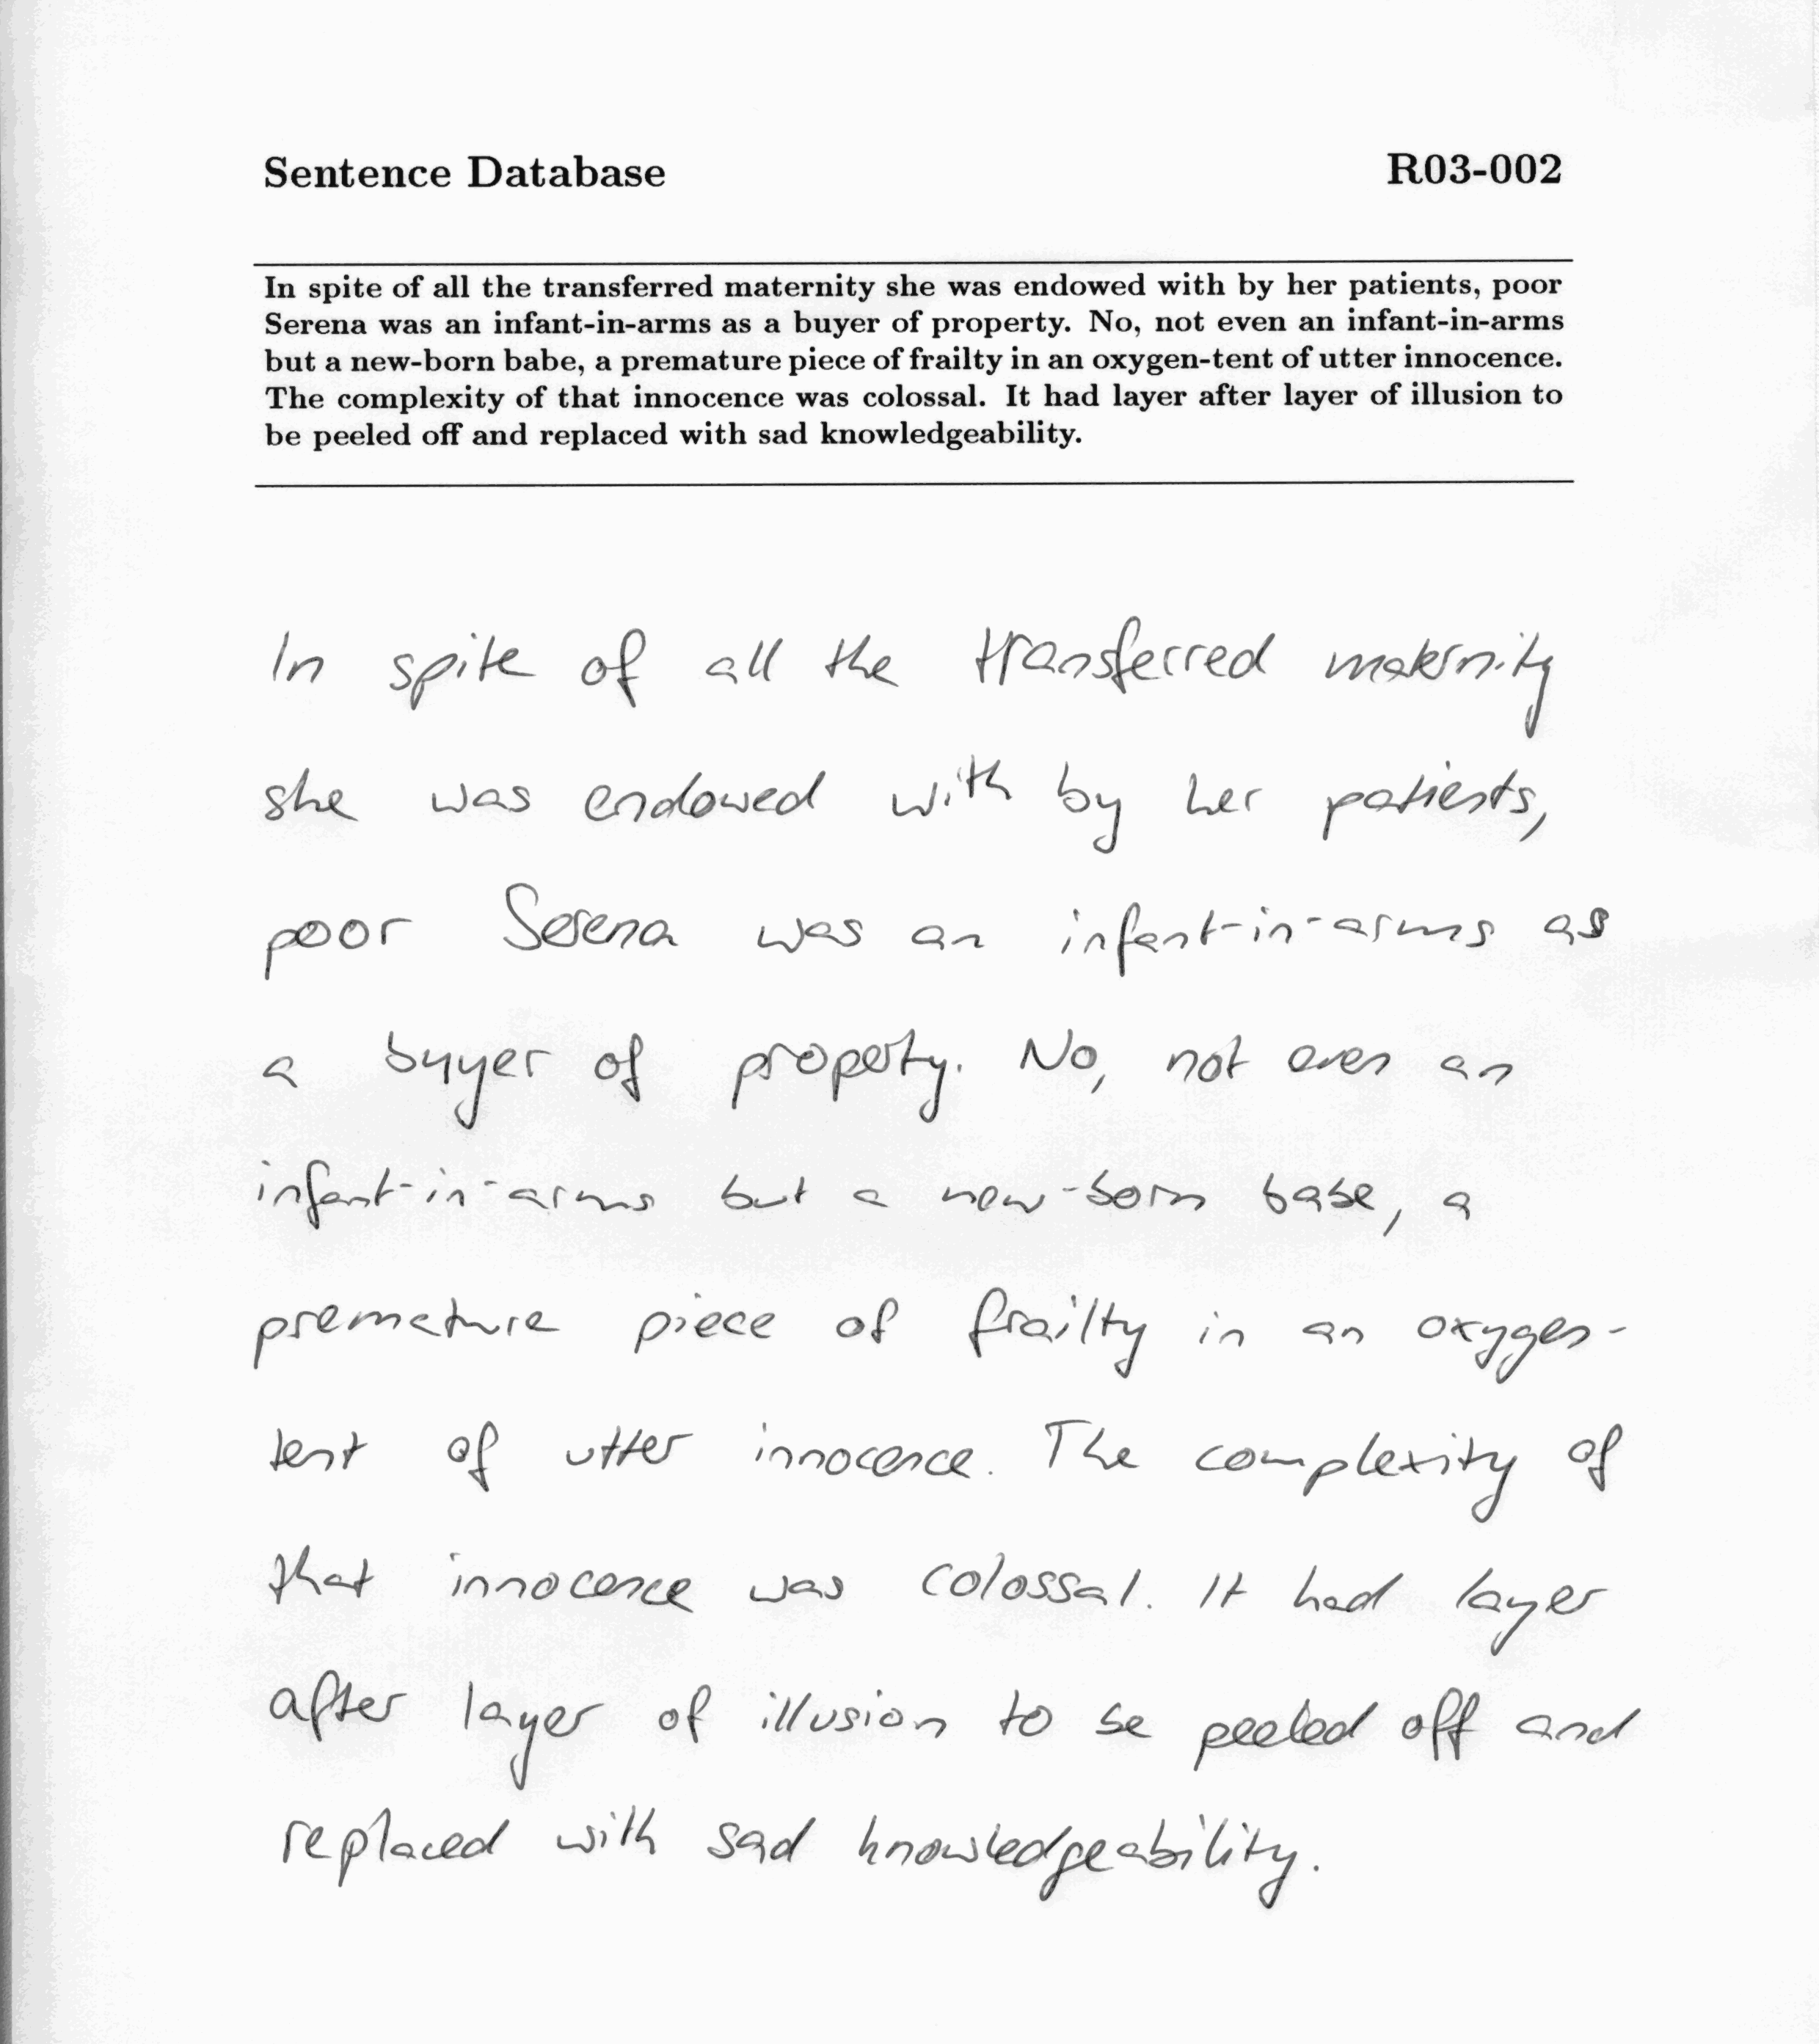 Sentence Database R03-002
In spite of all the transferred maternity she was endowed with by her patients, poor
Serena was an infant-in-arms as a buyer of property. No, not even an infant-in-arms
but a new-born babe, a premature piece of frailty in an oxygen-tent of utter innocence.
The complexity of that innocence was colossal. It had layer after layer of illusion to
be peeled off and replaced with sad knowledgeability.
In spite of all the transferred maternity
she was endowed with by her patients,
poor Serena was an infant-in-arms as
a buyer of property. No, not even an
infant-in-arms but a new-born babe, a
premature piece of frailty in an oxygen-
tent of utter innocence. The complexity of
that innocence was colossal. It had layer
after layer of illusion to be peeled off and
replaced with sad knowledgeability.